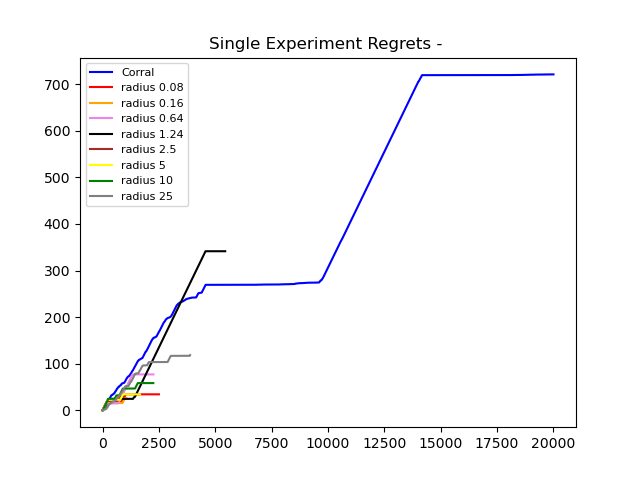 Single Experiment Regrets -
Corral
radius 0.08
radius 0.16
radius 0.64
radius 1.24
radius 2.5
radius 5
radius 10
radius 25
700
600
500
400
300
200
100
0
0 2500 5000 7500 10000 12500 15000 17500 20000